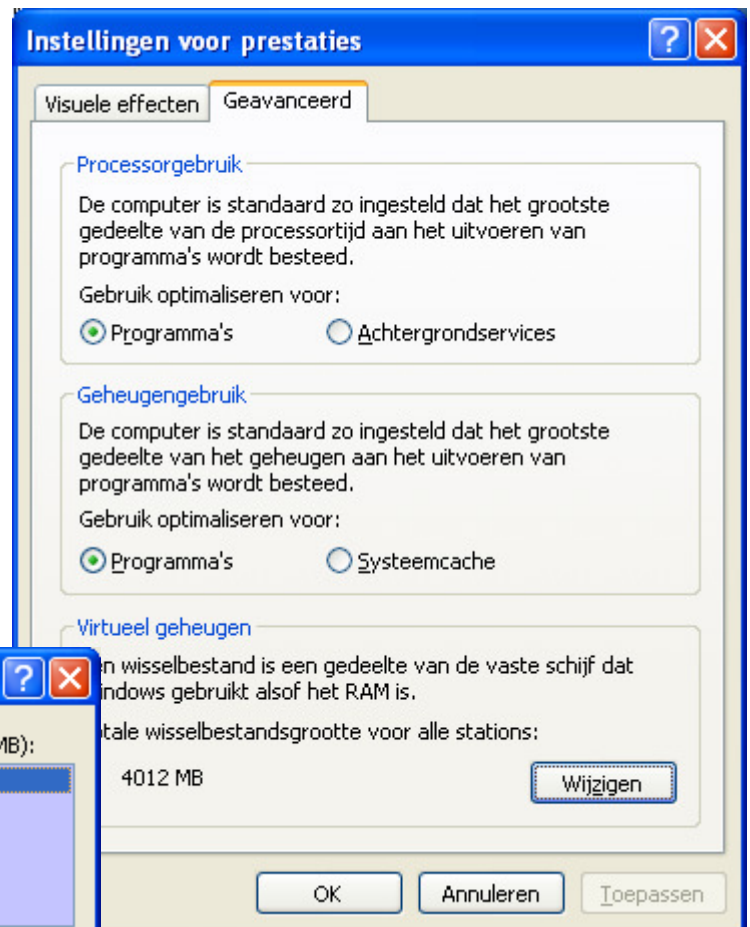 Instellingen voor prestaties
Visuele effecten
Geavanceerd
Processorgebruik
De computer is standaard zo ingesteld dat het grootste
gedeelte van de processortijd aan het uitvoeren van
programma's wordt besteed.
Gebruik optimaliseren voor:
Programma's
Achtergrondservices
Geheugengebruik
De computer is standaard zo ingesteld dat het grootste
gedeelte van het geheugen aan het uitvoeren van
programma's wordt besteed.
Gebruik optimaliseren voor:
Programma's
Systeemcache
Virtueel geheugen
n wisselbestand is een gedeelte van de vaste schijf dat
indows gebruikt alsof het RAM is.
tale wisselbestandsgrootte voor alle stations:
MB):
4012 MB
Wijzigen
OK
Annuleren
Toepassen